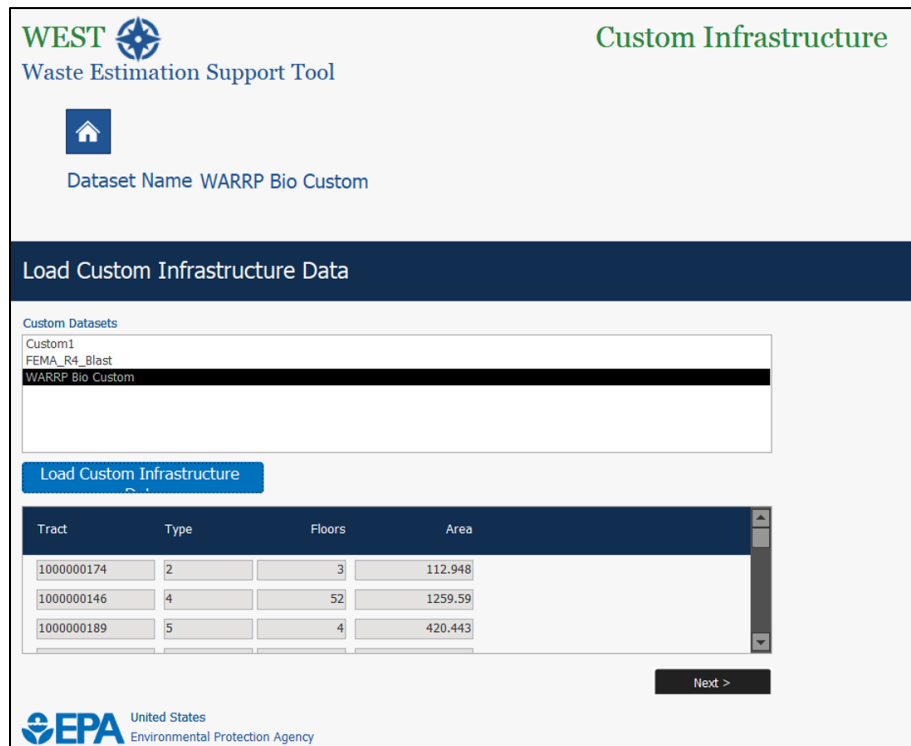 WEST
Custom Infrastructure
Waste Estimation Support Tool
Dataset Name WARRP Bio Custom
Load Custom Infrastructure Data
Custom Datasets
Custom1
FEMA_R4_Blast
WARRP Bio Custom
Load Custom Infrastructure
Tract Type Floors Area
1000000174 2 3 112.948
1000000146 4 52 1259.59
1000000189 5 4 420.443
Next >
EPA
United States
Environmental Protection Agency